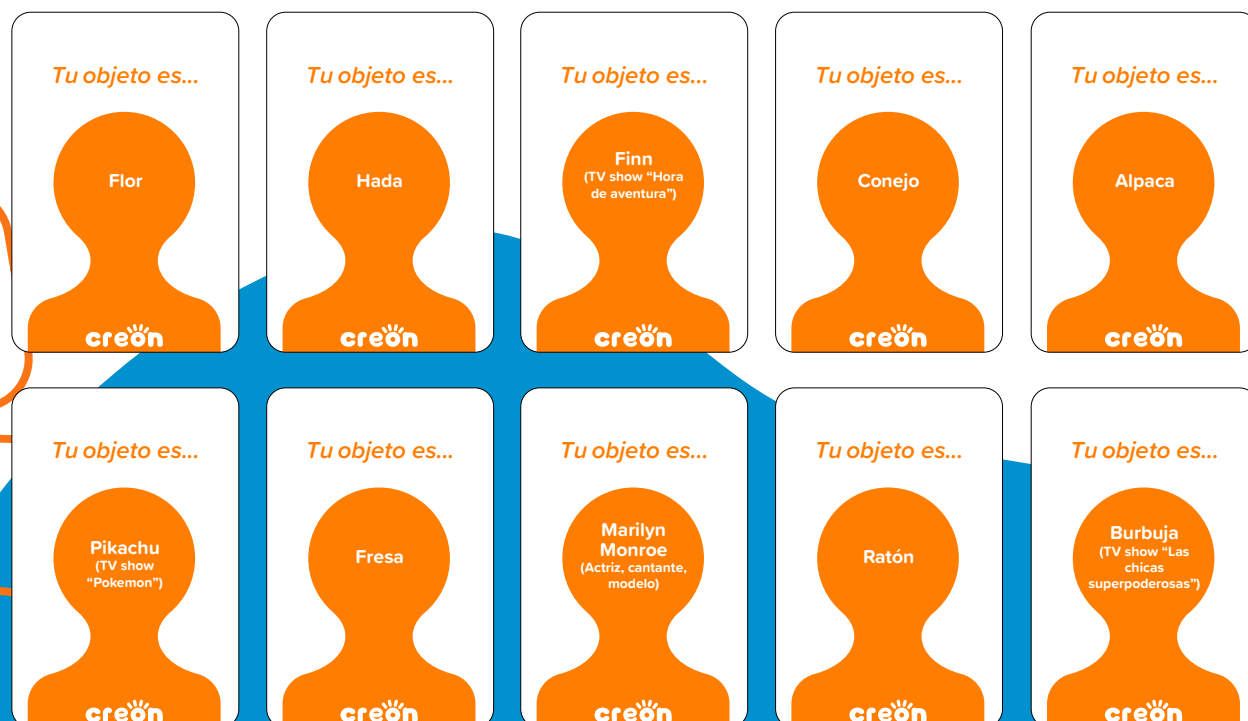 Tu objeto es...
Flor
creon
Tu objeto es...
Hada
creon
Tu objeto es...
Finn
(TV show “Hora
de aventura”)
creon
Tu objeto es...
Conejo
creon
Tu objeto es...
Alpaca
creon
Tu objeto es...
Pikachu
(TV show
“Pokemon”)
creon
Tu objeto es...
Fresa
creon
Tu objeto es...
Marilyn
Monroe
(Actriz, cantante,
modelo)
creon
Tu objeto es...
Ratón
creon
Tu objeto es...
Burbuja
(TV show “Las
chicas
superpoderosas”)
creon